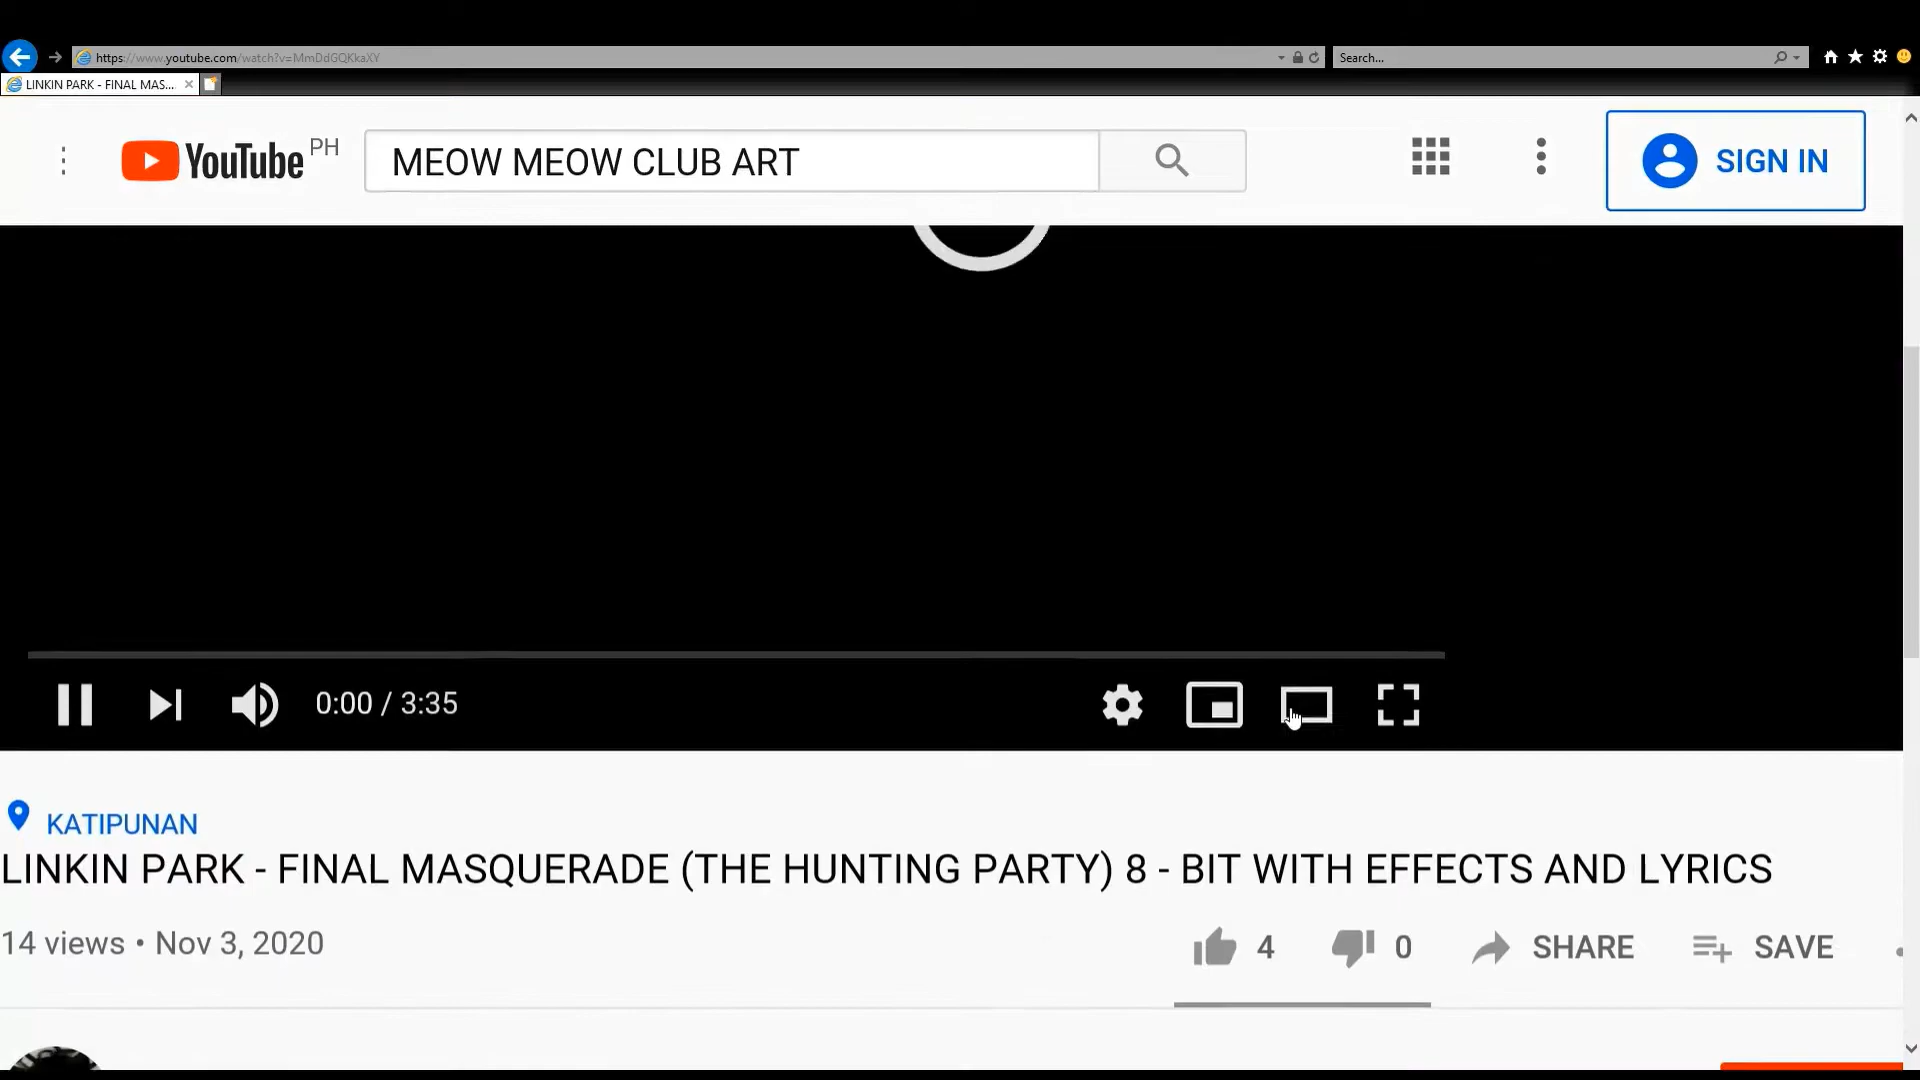 https://www.youtube.com/watch?v=MmDdGQKkaXY
Search...
LINKIN PARK - FINAL MAS...
YouTube PH
MEOW MEOW CLUB ART
SIGN IN
0:00 / 3:35
KATIPUNAN
LINKIN PARK - FINAL MASQUERADE (THE HUNTING PARTY) 8 - BIT WITH EFFECTS AND LYRICS
14 views • Nov 3, 2020
4
0
SHARE
SAVE